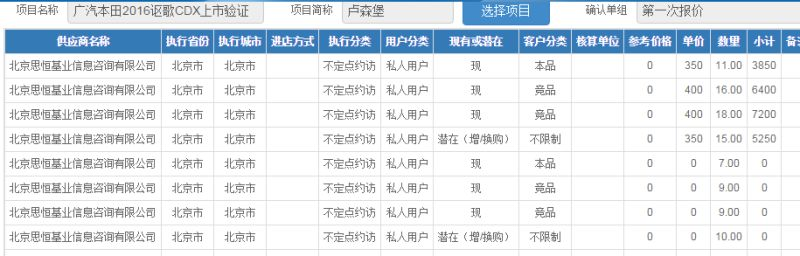 项目名称 广汽本田2016讴歌CDX上市验证 项目简称 卢森堡 选择项目 确认单组 第一次报价
供应商名称 执行省份 执行城市 进店方式 执行分类 用户分类 现有或潜在 客户分类 核算单位 参考价格 单价 数量 小计
北京思恒基业信息咨询有限公司 北京市 北京市 不定点约访 私人用户 现 本品 0 350 11.00 3850
北京思恒基业信息咨询有限公司 北京市 北京市 不定点约访 私人用户 现 竟品 0 400 16.00 6400
北京思恒基业信息咨询有限公司 北京市 北京市 不定点约访 私人用户 现 竟品 0 400 18.00 7200
北京思恒基业信息咨询有限公司 北京市 北京市 不定点约访 私人用户 潜在（增/换购） 不限制 0 350 15.00 5250
北京思恒基业信息咨询有限公司 北京市 北京市 不定点约访 私人用户 现 本品 0 7.00 0
北京思恒基业信息咨询有限公司 北京市 北京市 不定点约访 私人用户 现 竟品 0 9.00 0
北京思恒基业信息咨询有限公司 北京市 北京市 不定点约访 私人用户 现 竟品 0 9.00 0
北京思恒基业信息咨询有限公司 北京市 北京市 不定点约访 私人用户 潜在（增/换购） 不限制 0 10.00 0